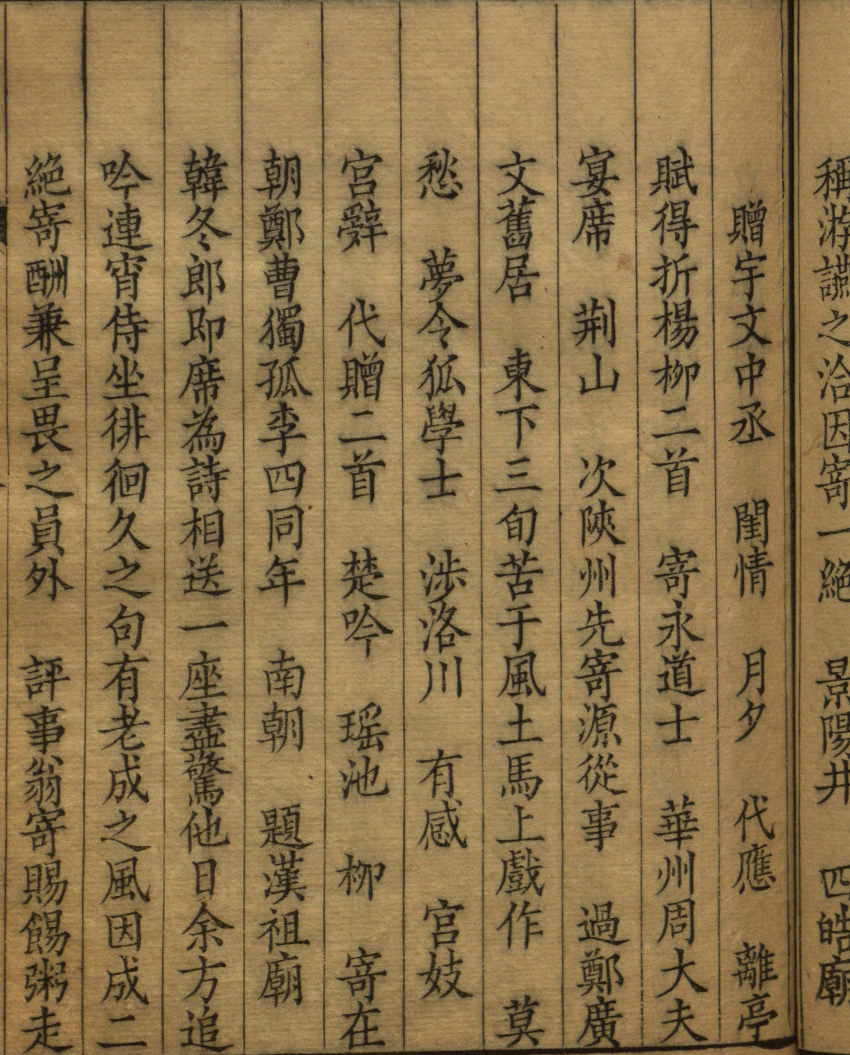 稱游讌之洽因寄一絕　景陽井　四皓廟
贈宇文中丞　閨情　月夕　代應　離亭
賦得折楊柳二首　寄永道士　華州周大夫
宴席　荆山　次陝州先寄源從事　過鄭廣
文舊居　東下三旬苦于風土馬上戲作　莫
愁　夢令狐學士　涉洛川　有感　宫妓
宫辭　代贈二首　楚吟　瑶池　柳　寄在
朝鄭曹獨孤李四同年　南朝　題漢祖廟
韓冬郎即席為詩相送一座盡驚他日余方追
吟連宵侍坐徘徊久之句有老成之風因成二
絶寄酬兼呈畏之員外　評事翁寄賜餳粥走